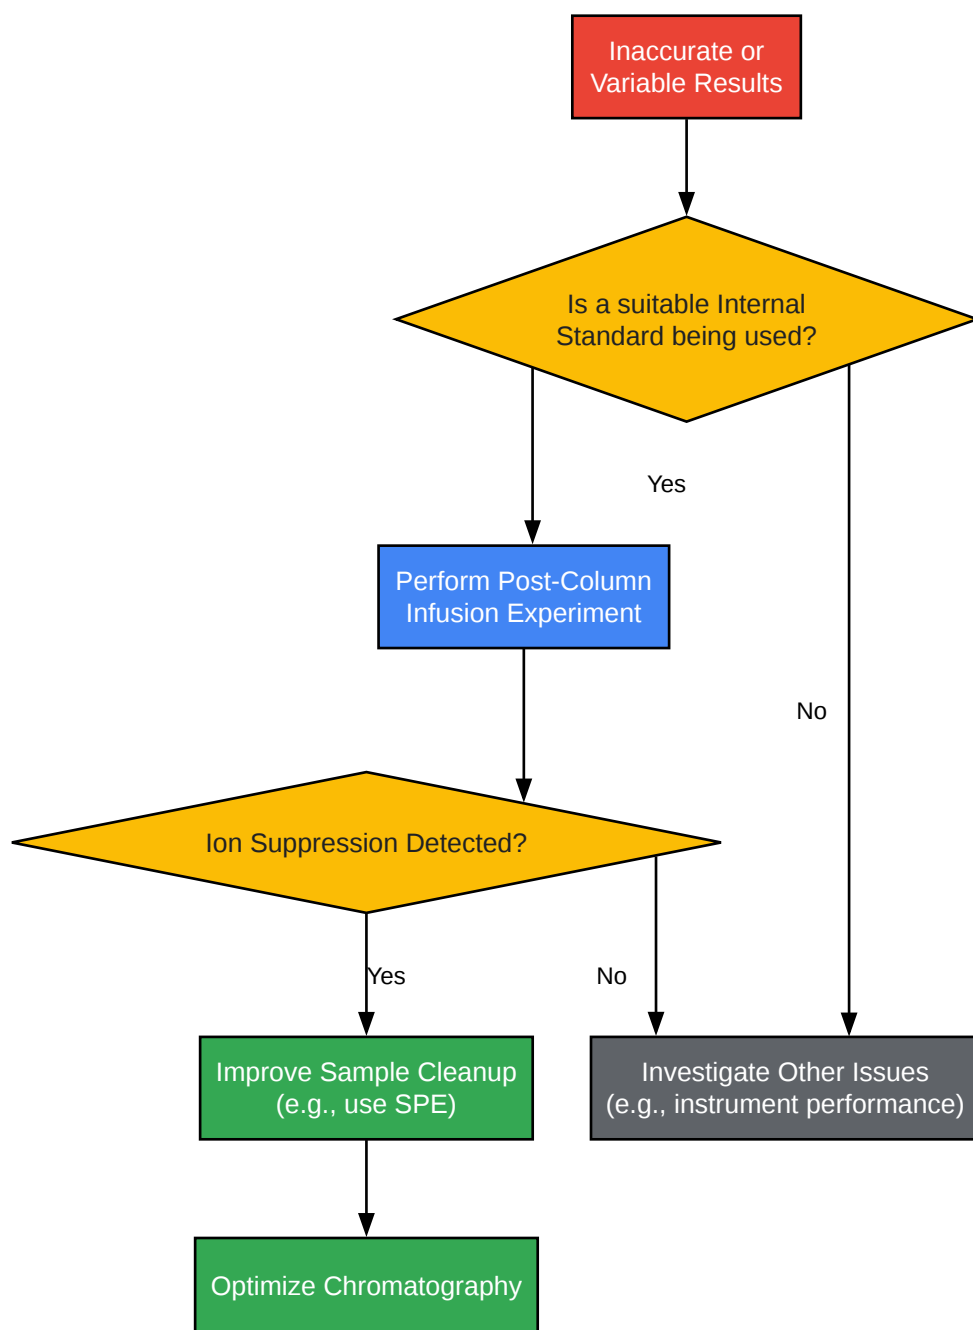 Inaccurate or
Variable Results
Is a suitable Internal
Standard being used?
Yes
Perform Post-Column
Infusion Experiment
No
Ion Suppression Detected?
Yes
No
Improve Sample Cleanup
(e.g., use SPE)
Investigate Other Issues
(e.g., instrument performance)
Optimize Chromatography